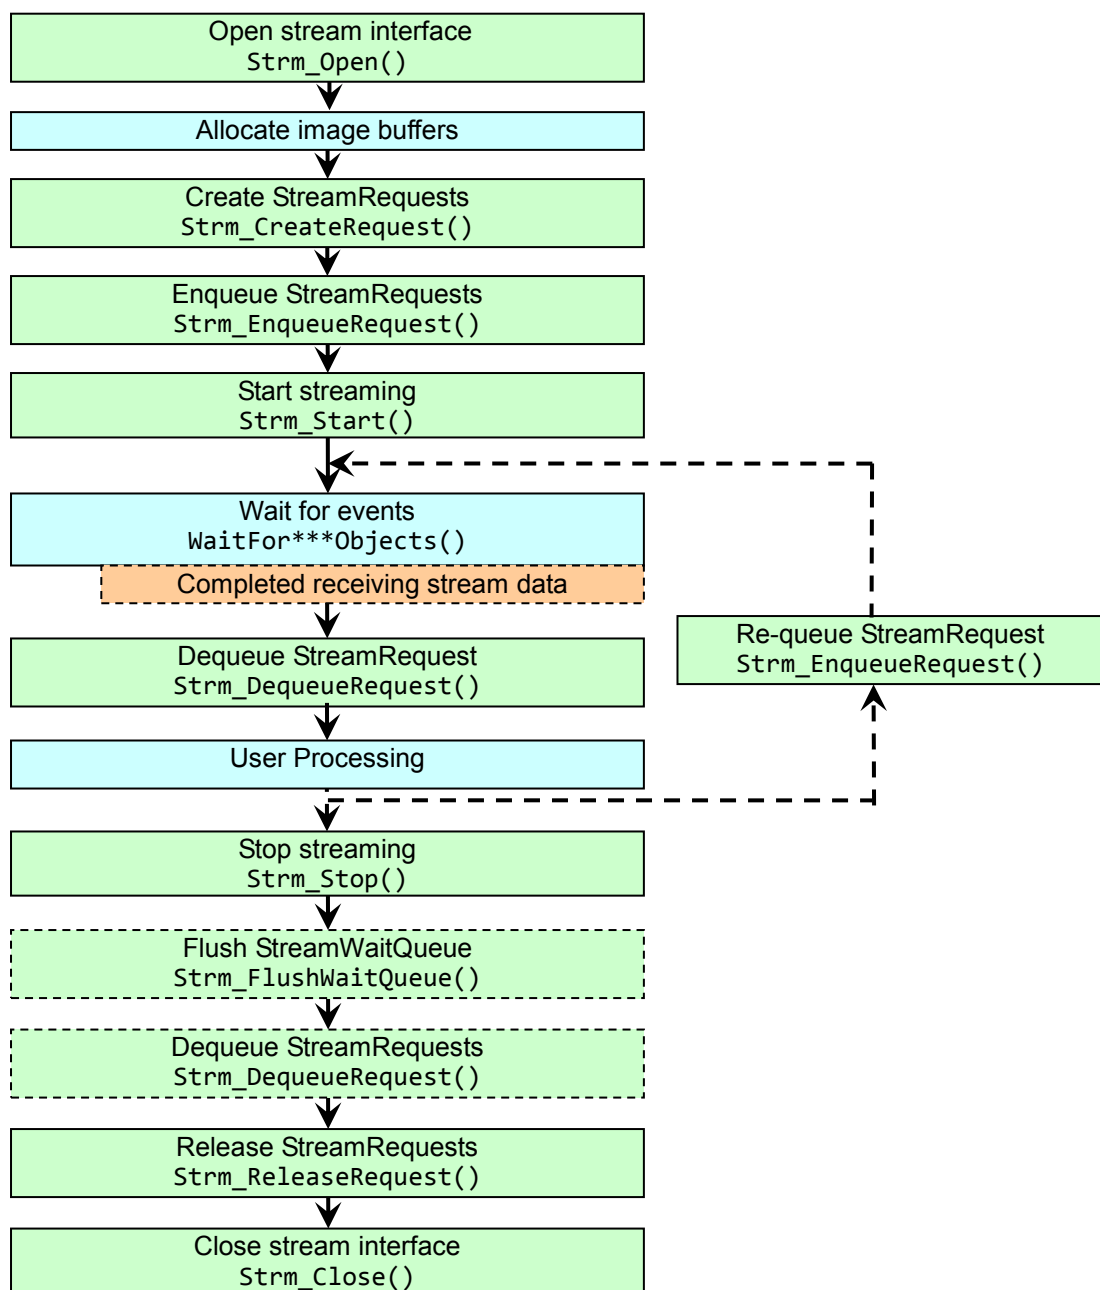 Open stream interface
Strm_Open()
Allocate image buffers
Create StreamRequests
Strm_CreateRequest()
Enqueue StreamRequests
Strm_EnqueueRequest()
Start streaming
Strm_Start()
Wait for events
WaitFor***Objects()
Completed receiving stream data
Dequeue StreamRequest
Strm_DequeueRequest()
Re-queue StreamRequest
Strm_EnqueueRequest()
User Processing
Stop streaming
Strm_Stop()
Flush StreamWaitQueue
Strm_FlushWaitQueue()
Dequeue StreamRequests
Strm_DequeueRequest()
Release StreamRequests
Strm_ReleaseRequest()
Close stream interface
Strm_Close()